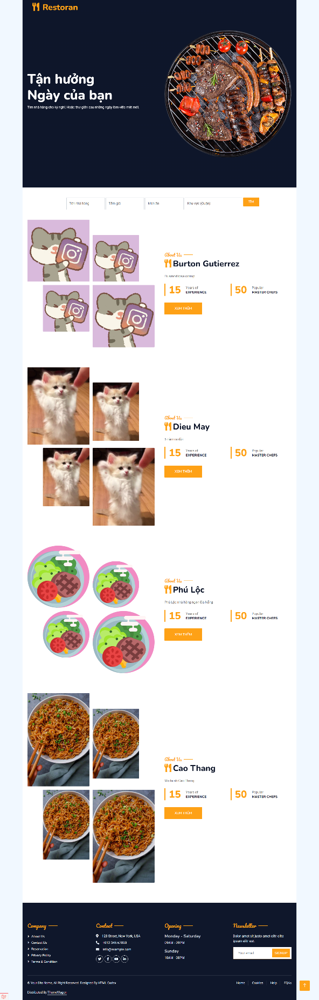 Restoran
Tận hưởng
Ngày của bạn
Tìm nhà hàng cho kỳ nghỉ. Hoặc thư giãn sau những ngày làm việc mệt mỏi.
Tên nhà hàng
Tầm giá
Món ăn
Khu vực (Quận)
TÌM
About Us
Burton Gutierrez
15 Years of
EXPERIENCE
50 Popular
MASTER CHEFS
XEM THÊM
About Us
Dieu May
5 năm ra đời
15 Years of
EXPERIENCE
50 Popular
MASTER CHEFS
XEM THÊM
About Us
Phú Lộc
Phú Lộc nhà hàng ngon Đà Nẵng
15 Years of
EXPERIENCE
50 Popular
MASTER CHEFS
XEM THÊM
About Us
Cao Thang
Mo ta nh Cao Thang
15 Years of
EXPERIENCE
50 Popular
MASTER CHEFS
XEM THÊM
Company
About Us
Contact Us
Reservation
Privacy Policy
Terms & Condition
Contact
123 Street, New York, USA
+012 345 67890
info@example.com
Opening
Monday - Saturday
09AM - 09PM
Sunday
10AM - 08PM
Newsletter
Dolor amet sit justo amet elitr clita
ipsum elitr est.
Your email
SIGNUP
© Your Site Name, All Right Reserved. Designed By HTML Codex
Distributed By ThemeWagon
Home
Cookies
Help
FQAs